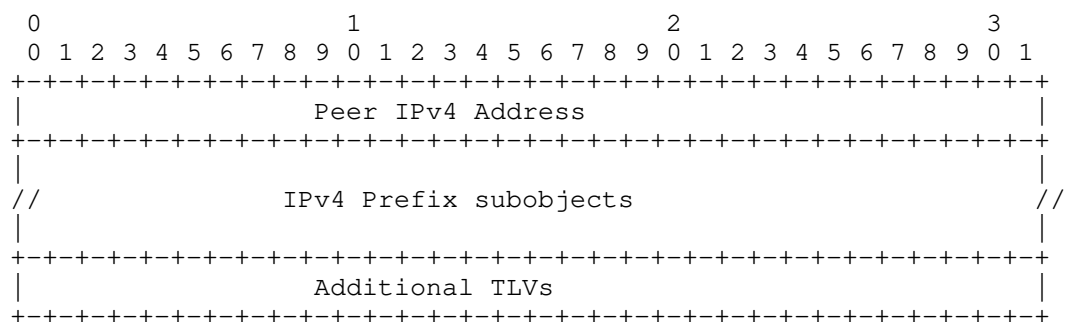 0                   1                   2                   3
 0 1 2 3 4 5 6 7 8 9 0 1 2 3 4 5 6 7 8 9 0 1 2 3 4 5 6 7 8 9 0 1
+-+-+-+-+-+-+-+-+-+-+-+-+-+-+-+-+-+-+-+-+-+-+-+-+-+-+-+-+-+-+-+-+
|                  Peer IPv4 Address                            |
+-+-+-+-+-+-+-+-+-+-+-+-+-+-+-+-+-+-+-+-+-+-+-+-+-+-+-+-+-+-+-+-+
|                                                               |
//               IPv4 Prefix subobjects                         //
|                                                               |
+-+-+-+-+-+-+-+-+-+-+-+-+-+-+-+-+-+-+-+-+-+-+-+-+-+-+-+-+-+-+-+-+
|                  Additional TLVs                              |
+-+-+-+-+-+-+-+-+-+-+-+-+-+-+-+-+-+-+-+-+-+-+-+-+-+-+-+-+-+-+-+-+